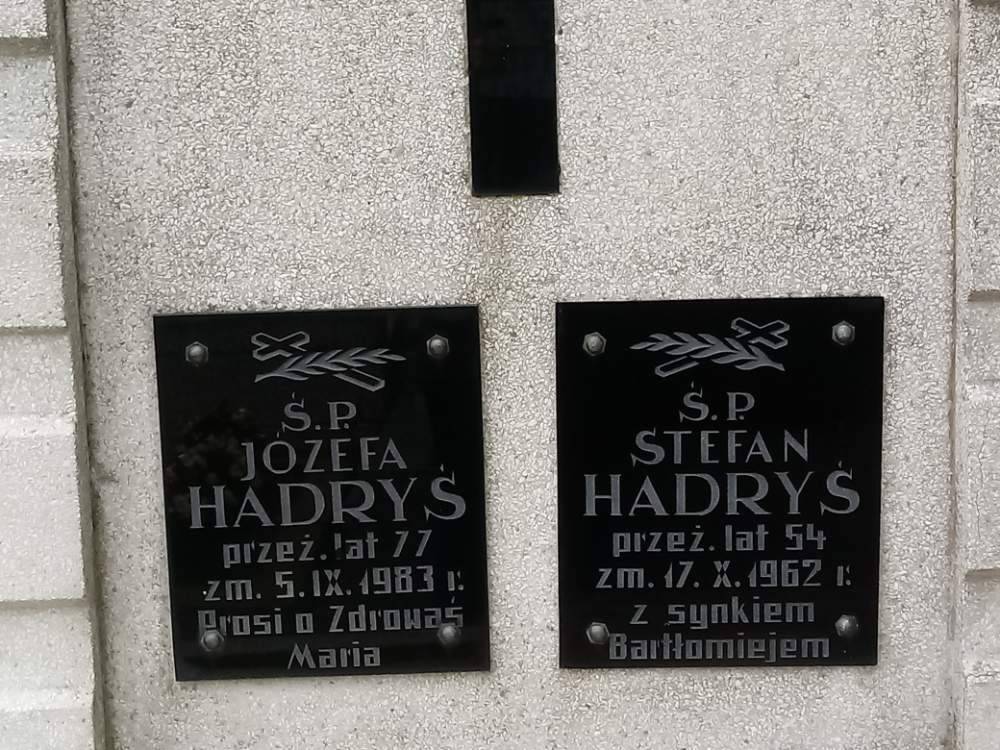 Ś.P.
JÓZEFA
HADRYŚ
przeż. lat 77
zm. 5. IX. 1983 r.
Prosi o Zdrowaś
Maria
Ś.P.
STEFAN
HADRYŚ
przeż. lat 54
zm. 17. X. 1962 r.
z synkiem
Bartłomiejem